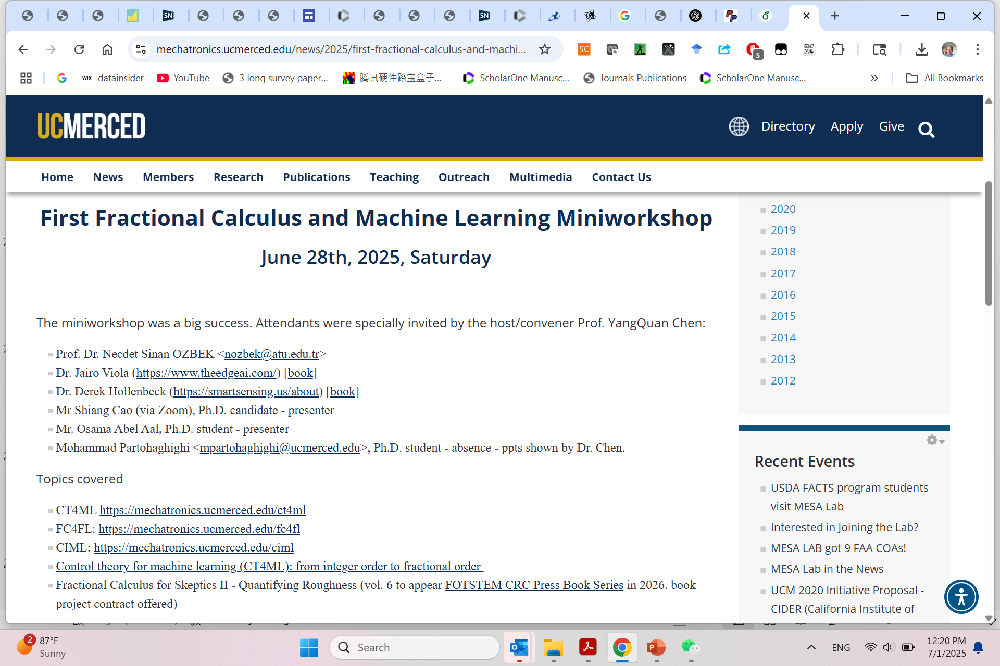 SN
SN
mechatronics.ucmerced.edu/news/2025/first-fractional-calculus-and-machi...
SC
5
WIX datainsider
YouTube
3 long survey paper...
腾讯硬件路宝盒子...
ScholarOne Manusc...
Journals Publications
ScholarOne Manusc...
All Bookmarks
UCMERCED
Directory Apply Give
Home News Members Research Publications Teaching Outreach Multimedia Contact Us
First Fractional Calculus and Machine Learning Miniworkshop
June 28th, 2025, Saturday
The miniworkshop was a big success. Attendants were specially invited by the host/convener Prof. YangQuan Chen:
Prof. Dr. Necdet Sinan OZBEK <nozbek@atu.edu.tr>
Dr. Jairo Viola (https://www.theedgeai.com/) [book]
Dr. Derek Hollenbeck (https://smartsensing.us/about) [book]
Mr Shiang Cao (via Zoom), Ph.D. candidate - presenter
Mr. Osama Abel Aal, Ph.D. student - presenter
Mohammad Partohaghighi <mpartohaghighi@ucmerced.edu>, Ph.D. student - absence - ppts shown by Dr. Chen.
Topics covered
CT4ML https://mechatronics.ucmerced.edu/ct4ml
FC4FL: https://mechatronics.ucmerced.edu/fc4fl
CIML: https://mechatronics.ucmerced.edu/ciml
Control theory for machine learning (CT4ML): from integer order to fractional order
Fractional Calculus for Skeptics II - Quantifying Roughness (vol. 6 to appear FOTSTEM CRC Press Book Series in 2026. book
project contract offered)
2020
2019
2018
2017
2016
2015
2014
2013
2012
Recent Events
USDA FACTS program students
visit MESA Lab
Interested in Joining the Lab?
MESA LAB got 9 FAA COAs!
MESA Lab in the News
UCM 2020 Initiative Proposal -
CIDER (California Institute of
2
87°F
Sunny
Search
ENG
12:20 PM
7/1/2025